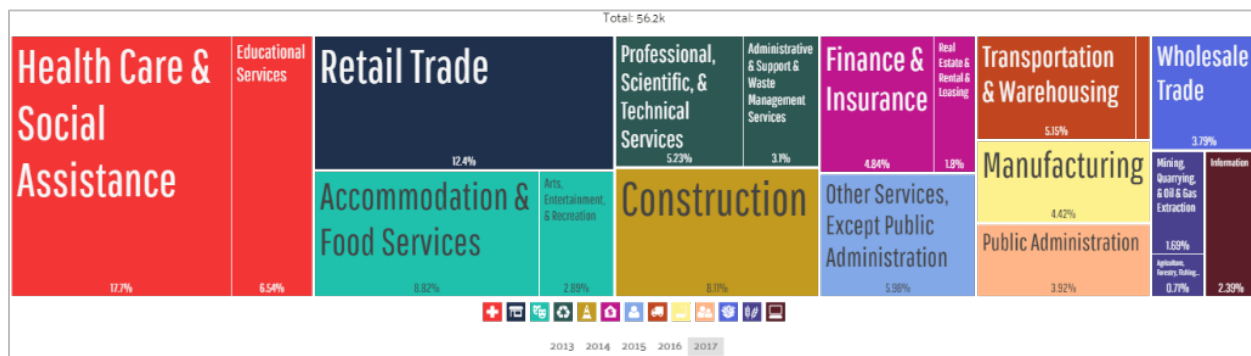 Total: 56.2k
Health Care &
Social
Assistance
17.7%
Educational
Services
6.54%
Retail Trade
12.4%
Accommodation &
Food Services
8.82%
Arts,
Entertainment,
& Recreation
2.89%
Professional,
Scientific, &
Technical
Services
5.23%
Administrative
& Support &
Waste
Management
Services
3.1%
Construction
8.11%
Finance &
Insurance
4.84%
Real
Estate &
Rental &
Leasing
1.8%
Other Services,
Except Public
Administration
5.98%
Transportation
& Warehousing
5.15%
Manufacturing
4.42%
Public Administration
3.92%
Wholesale
Trade
3.79%
Mining,
Quarrying,
& Oil & Gas
Extraction
1.69%
Agriculture,
Forestry, Fishing...
0.71%
Information
2.39%
2013 2014 2015 2016 2017